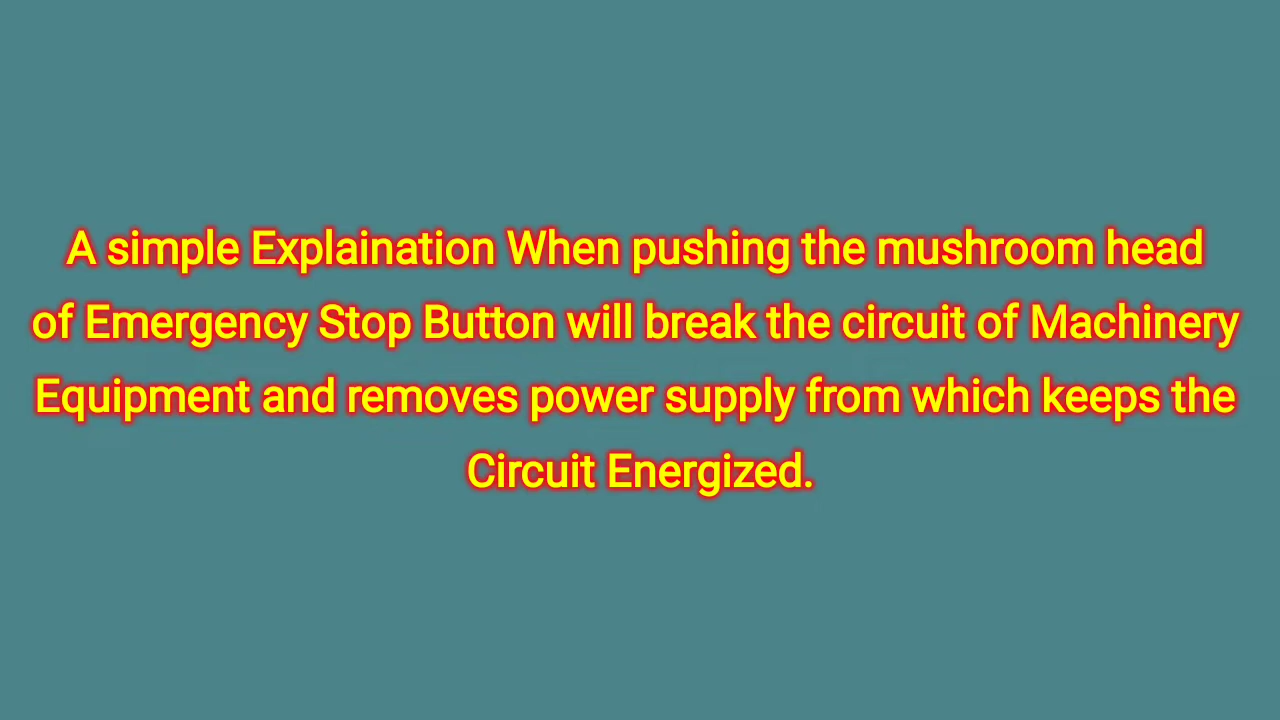 A simple Explaination When pushing the mushroom head
of Emergency Stop Button will break the circuit of Machinery
Equipment and removes power supply from which keeps the
Circuit Energized.